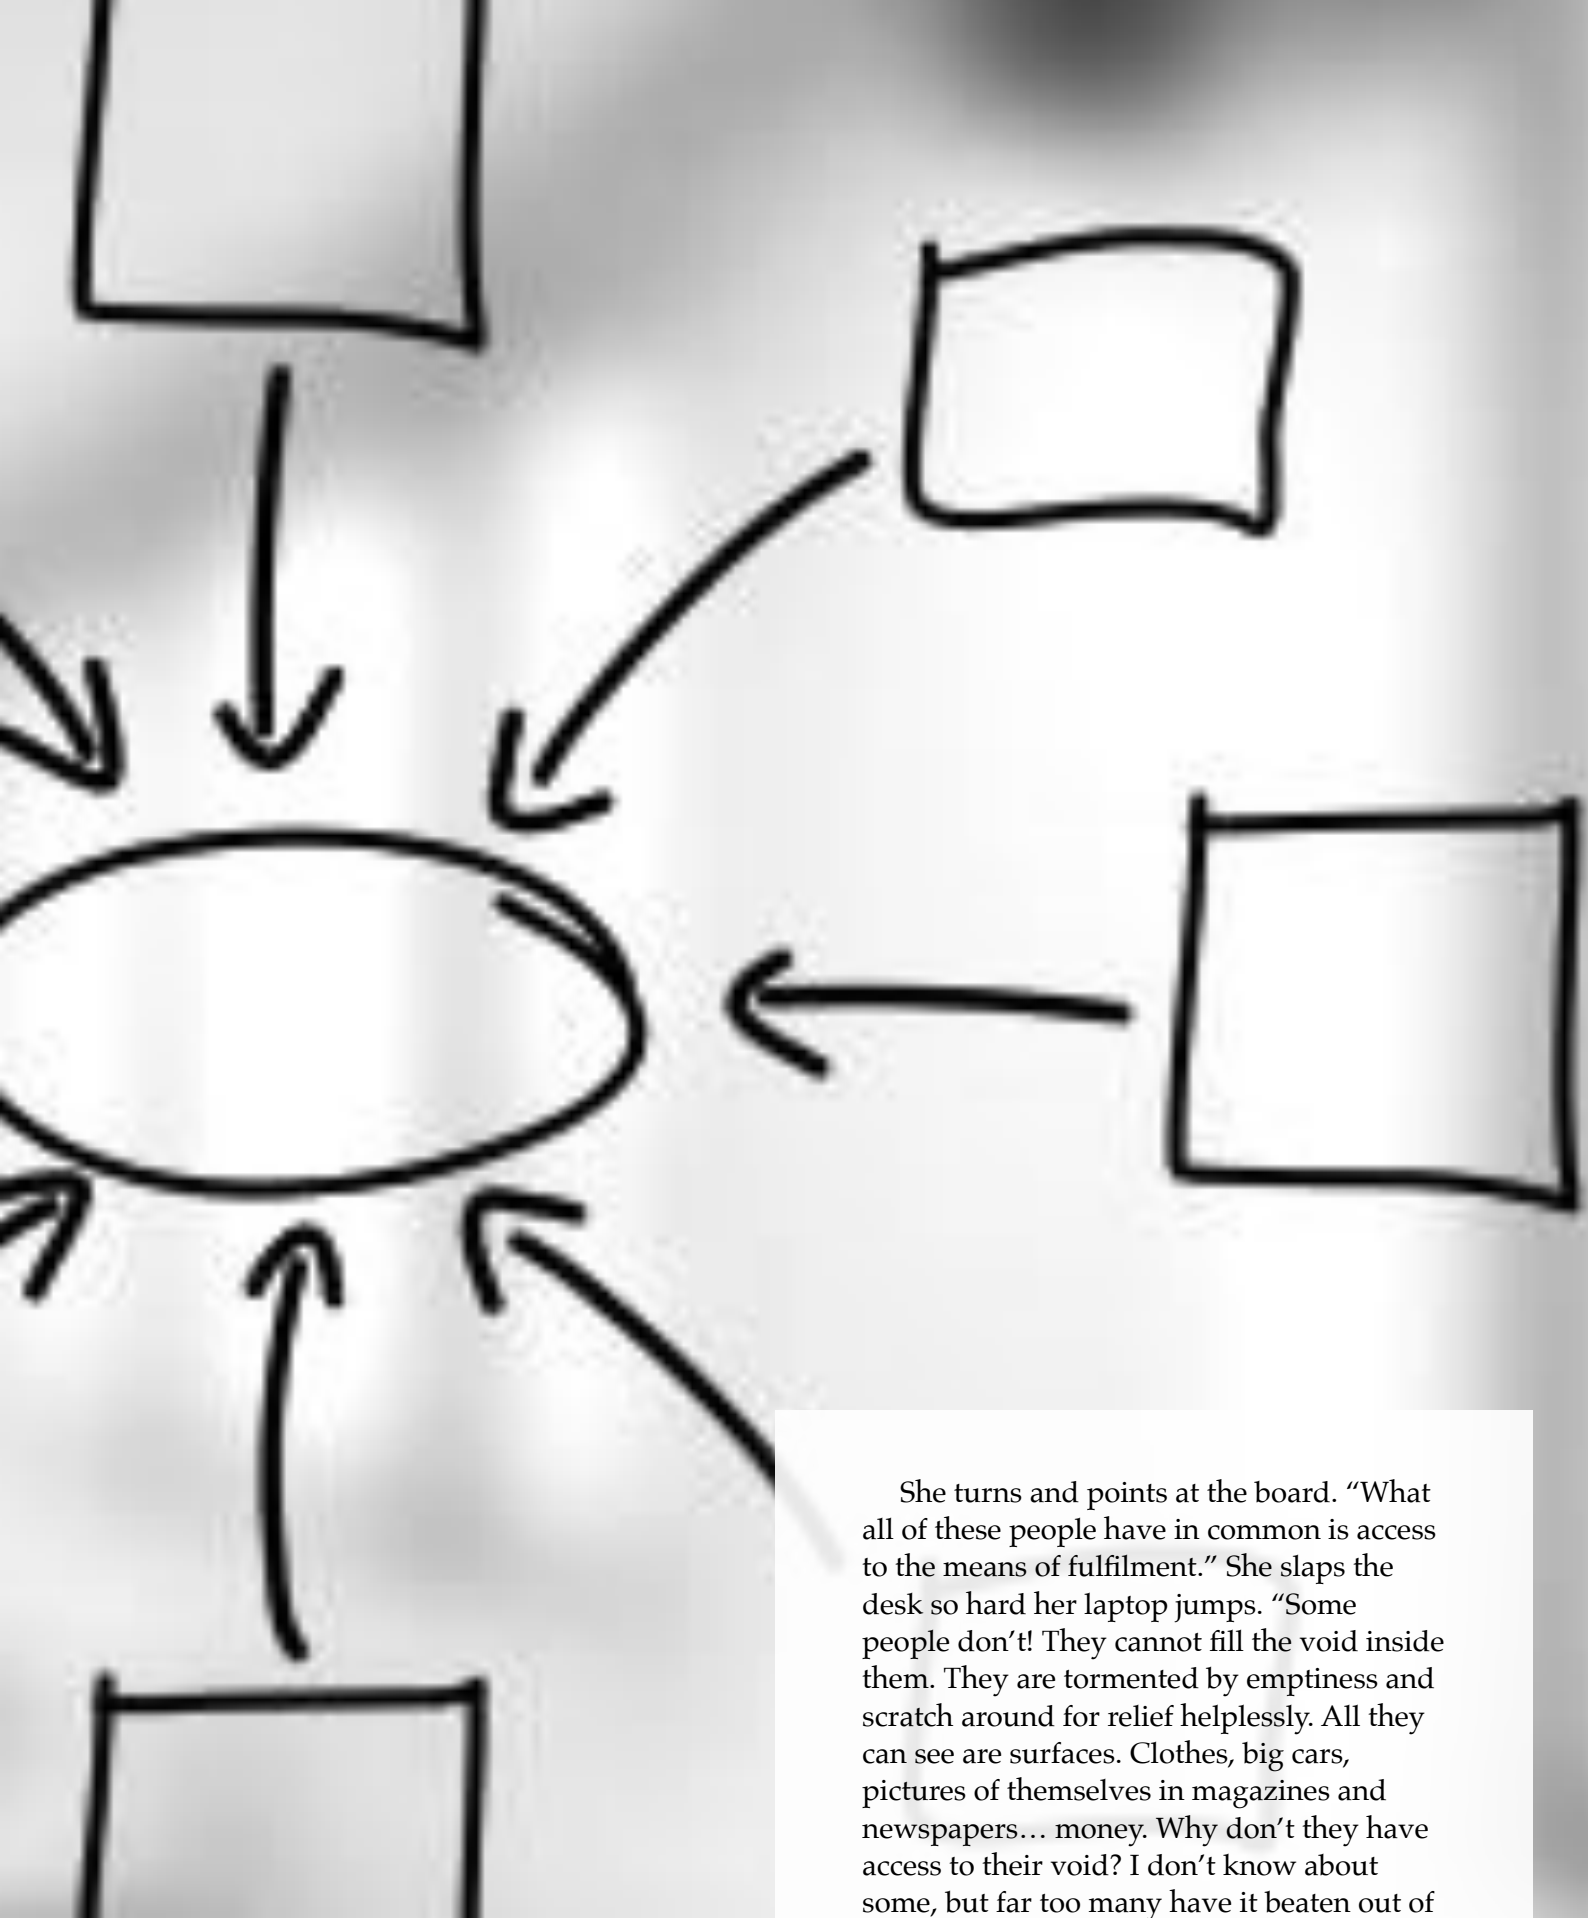 She turns and points at the board. “What
all of these people have in common is access
to the means of fulfilment.” She slaps the
desk so hard her laptop jumps. “Some
people don’t! They cannot fill the void inside
them. They are tormented by emptiness and
scratch around for relief helplessly. All they
can see are surfaces. Clothes, big cars,
pictures of themselves in magazines and
newspapers… money. Why don’t they have
access to their void? I don’t know about
some, but far too many have it beaten out of